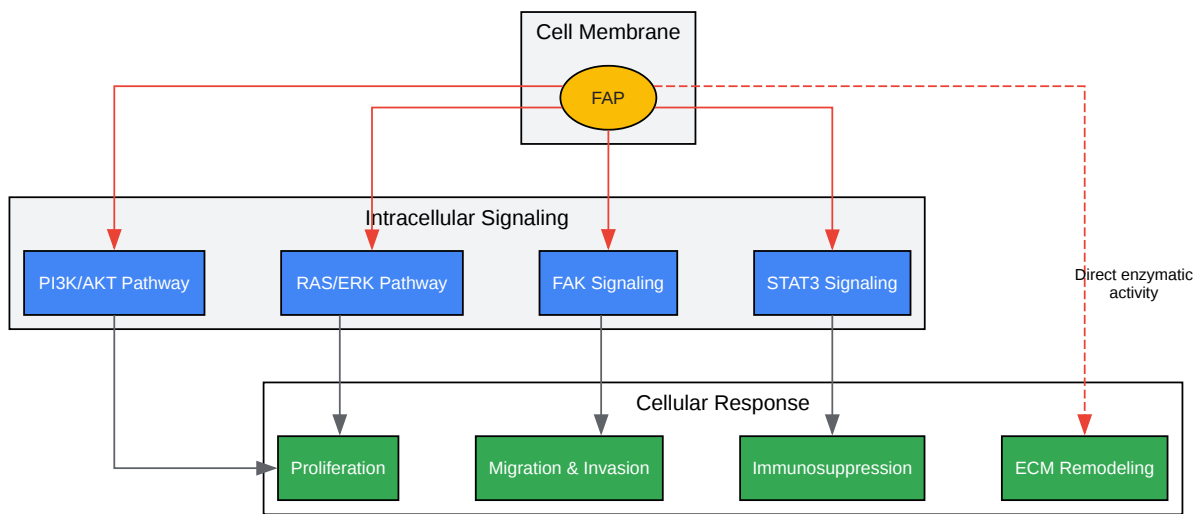 Cell Membrane
FAP
Intracellular Signaling
PI3K/AKT Pathway
RAS/ERK Pathway
FAK Signaling
STAT3 Signaling
Direct enzymatic
activity
Cellular Response
Proliferation
Migration & Invasion
Immunosuppression
ECM Remodeling